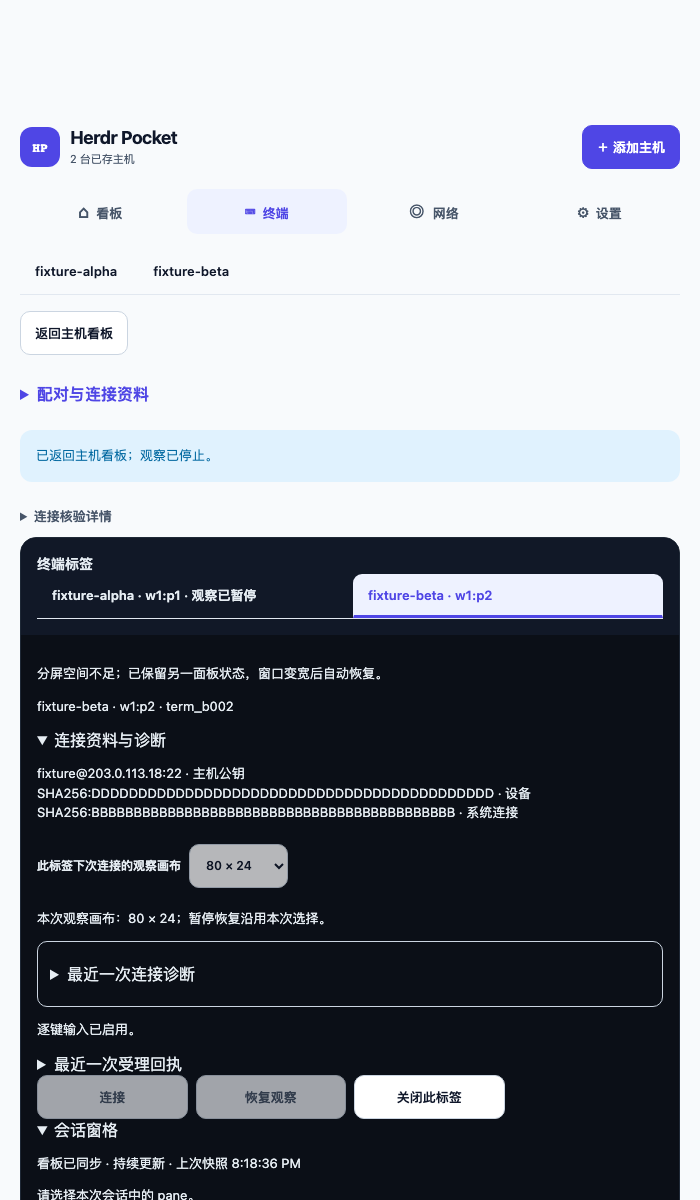 HP
Herdr Pocket
2 台已存主机
+ 添加主机
看板
终端
网络
设置
fixture-alpha
fixture-beta
返回主机看板
配对与连接资料
已返回主机看板；观察已停止。
连接核验详情
终端标签
fixture-alpha · w1:p1 · 观察已暂停
fixture-beta · w1:p2
分屏空间不足；已保留另一面板状态，窗口变宽后自动恢复。
fixture-beta · w1:p2 · term_b002
连接资料与诊断
fixture@203.0.113.18:22 · 主机公钥
SHA256:DDDDDDDDDDDDDDDDDDDDDDDDDDDDDDDDDDDDDDDDDDD · 设备
SHA256:BBBBBBBBBBBBBBBBBBBBBBBBBBBBBBBBBBBBBBBBBBB · 系统连接
此标签下次连接的观察画布
80 × 24
本次观察画布：80 × 24；暂停恢复沿用本次选择。
最近一次连接诊断
逐键输入已启用。
最近一次受理回执
连接
恢复观察
关闭此标签
会话窗格
看板已同步 · 持续更新 · 上次快照 8:18:36 PM
请选择本次会话中的 pane。